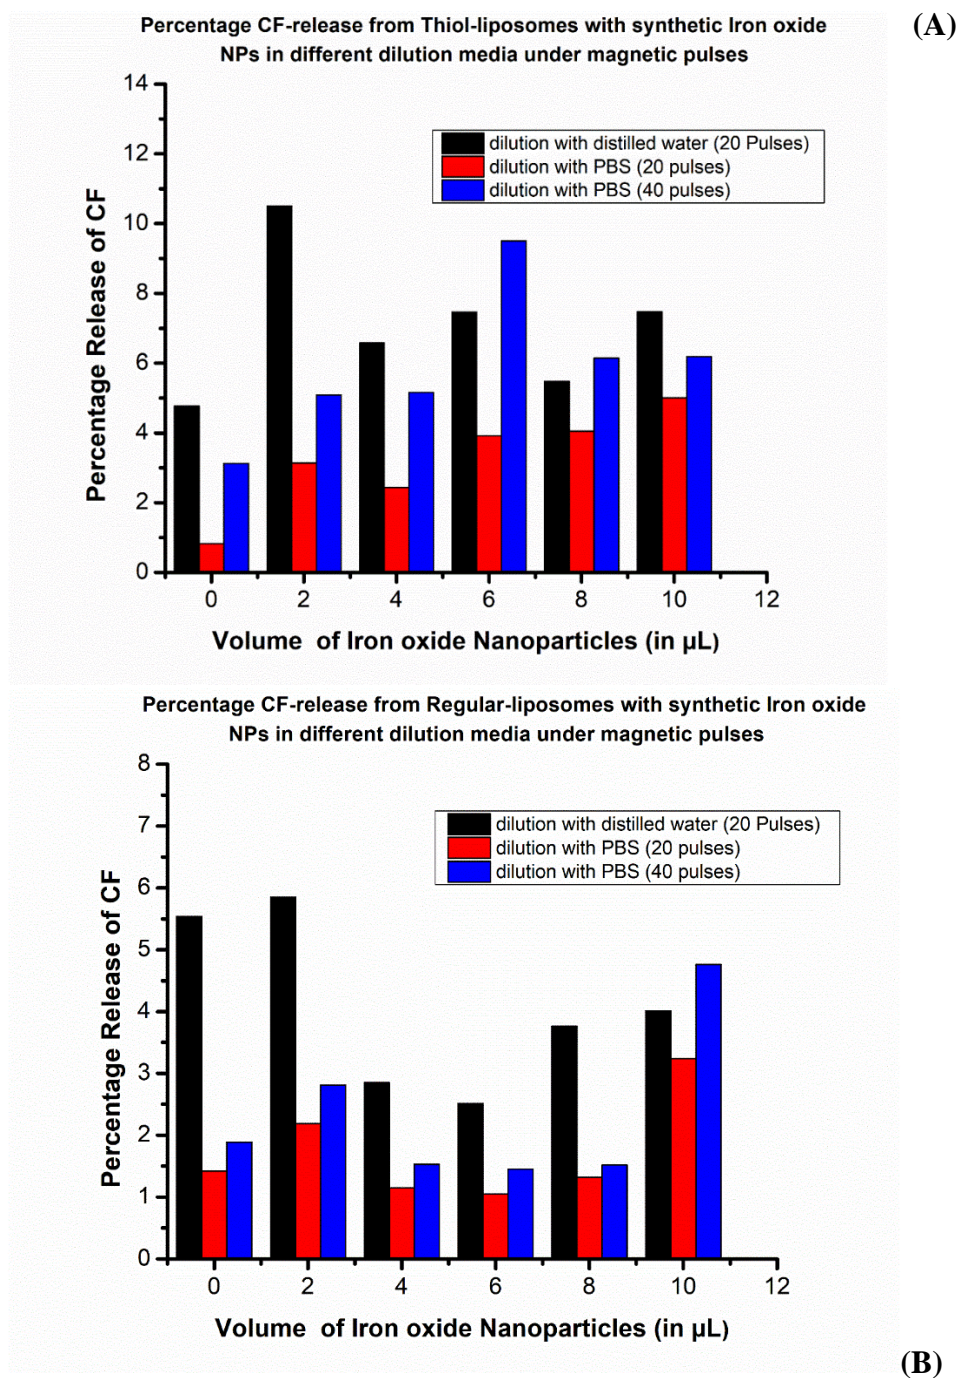 Percentage CF-release from Thiol-liposomes with synthetic Iron oxide
NPs in different dilution media under magnetic pulses
(A)
14
12
10
8
6
4
2
0
Percentage Release of CF
dilution with distilled water (20 Pulses)
dilution with PBS (20 pulses)
dilution with PBS (40 pulses)
0 2 4 6 8 10 12
Volume of Iron oxide Nanoparticles (in µL)
Percentage CF-release from Regular-liposomes with synthetic Iron oxide
NPs in different dilution media under magnetic pulses
8
7
6
5
4
3
2
1
0
Percentage Release of CF
dilution with distilled water (20 Pulses)
dilution with PBS (20 pulses)
dilution with PBS (40 pulses)
0 2 4 6 8 10 12
Volume of Iron oxide Nanoparticles (in µL)
(B)